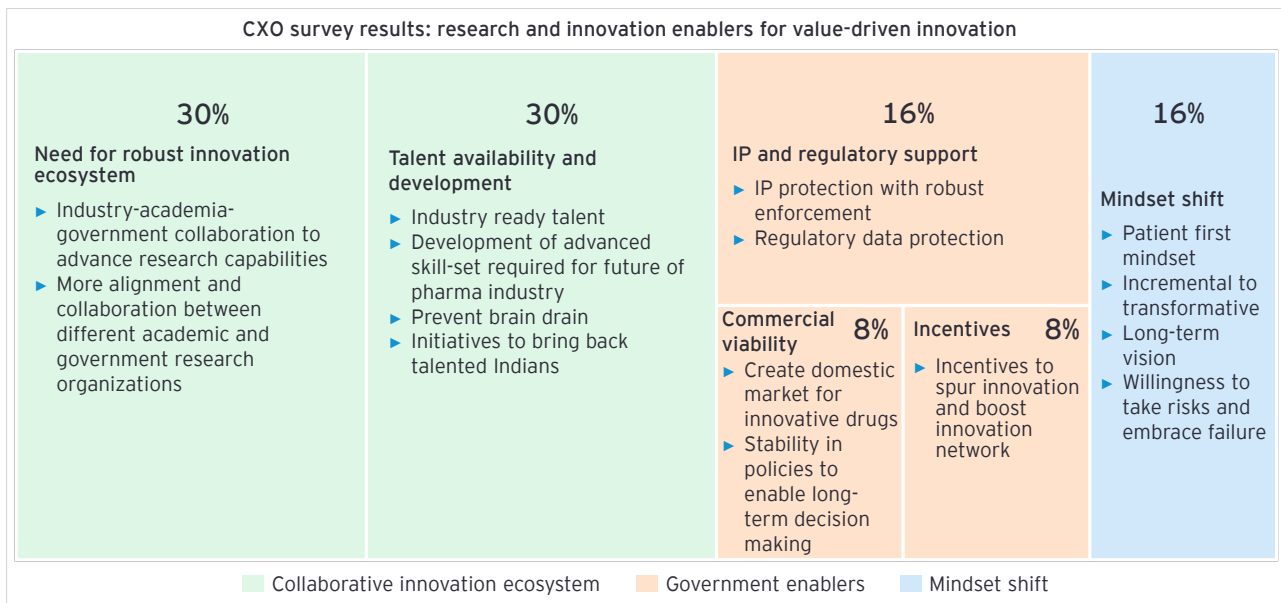 CXO survey results: research and innovation enablers for value-driven innovation
30%
Need for robust innovation
ecosystem
► Industry-academia-
government collaboration to
advance research capabilities
► More alignment and
collaboration between
different academic and
government research
organizations
30%
Talent availability and
development
► Industry ready talent
► Development of advanced
skill-set required for future of
pharma industry
► Prevent brain drain
► Initiatives to bring back
talented Indians
16%
IP and regulatory support
► IP protection with robust
enforcement
► Regulatory data protection
Commercial
viability
8%
► Create domestic
market for
innovative drugs
► Stability in
policies to
enable long-
term decision
making
Incentives
8%
► Incentives to
spur innovation
and boost
innovation
network
16%
Mindset shift
► Patient first
mindset
► Incremental to
transformative
► Long-term
vision
► Willingness to
take risks and
embrace failure
Collaborative innovation ecosystem
Government enablers
Mindset shift